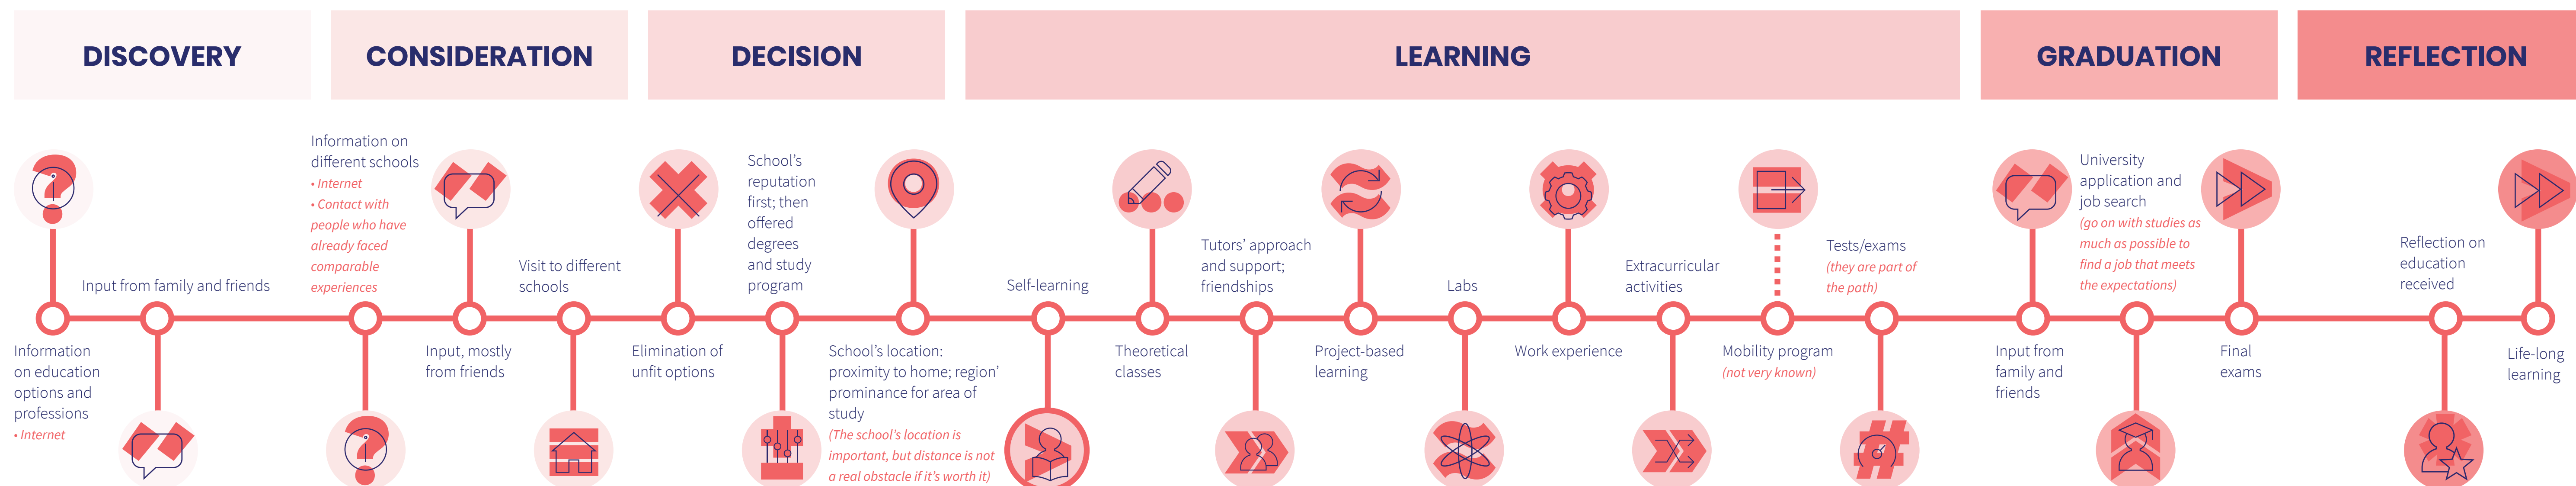 DISCOVERY
CONSIDERATION
DECISION
LEARNING
GRADUATION
REFLECTION
Information
on education
options and
professions
• Internet
Input from family and friends
Information on
different schools
• Internet
• Contact with
people who have
already faced
comparable
experiences
Input, mostly
from friends
Visit to different
schools
Elimination of
unfit options
School's
reputation
first; then
offered
degrees
and study
program
School's location:
proximity to home; region'
prominance for area of
study
(The school's location is
important, but distance is not
a real obstacle if it's worth it)
Self-learning
Theoretical
classes
Tutors' approach
and support;
friendships
Project-based
learning
Labs
Work experience
Extracurricular
activities
Mobility program
(not very known)
Tests/exams
(they are part of
the path)
Input from
family and
friends
University
application and
job search
(go on with studies as
much as possible to
find a job that meets
the expectations)
Final
exams
Reflection on
education
received
Life-long
learning